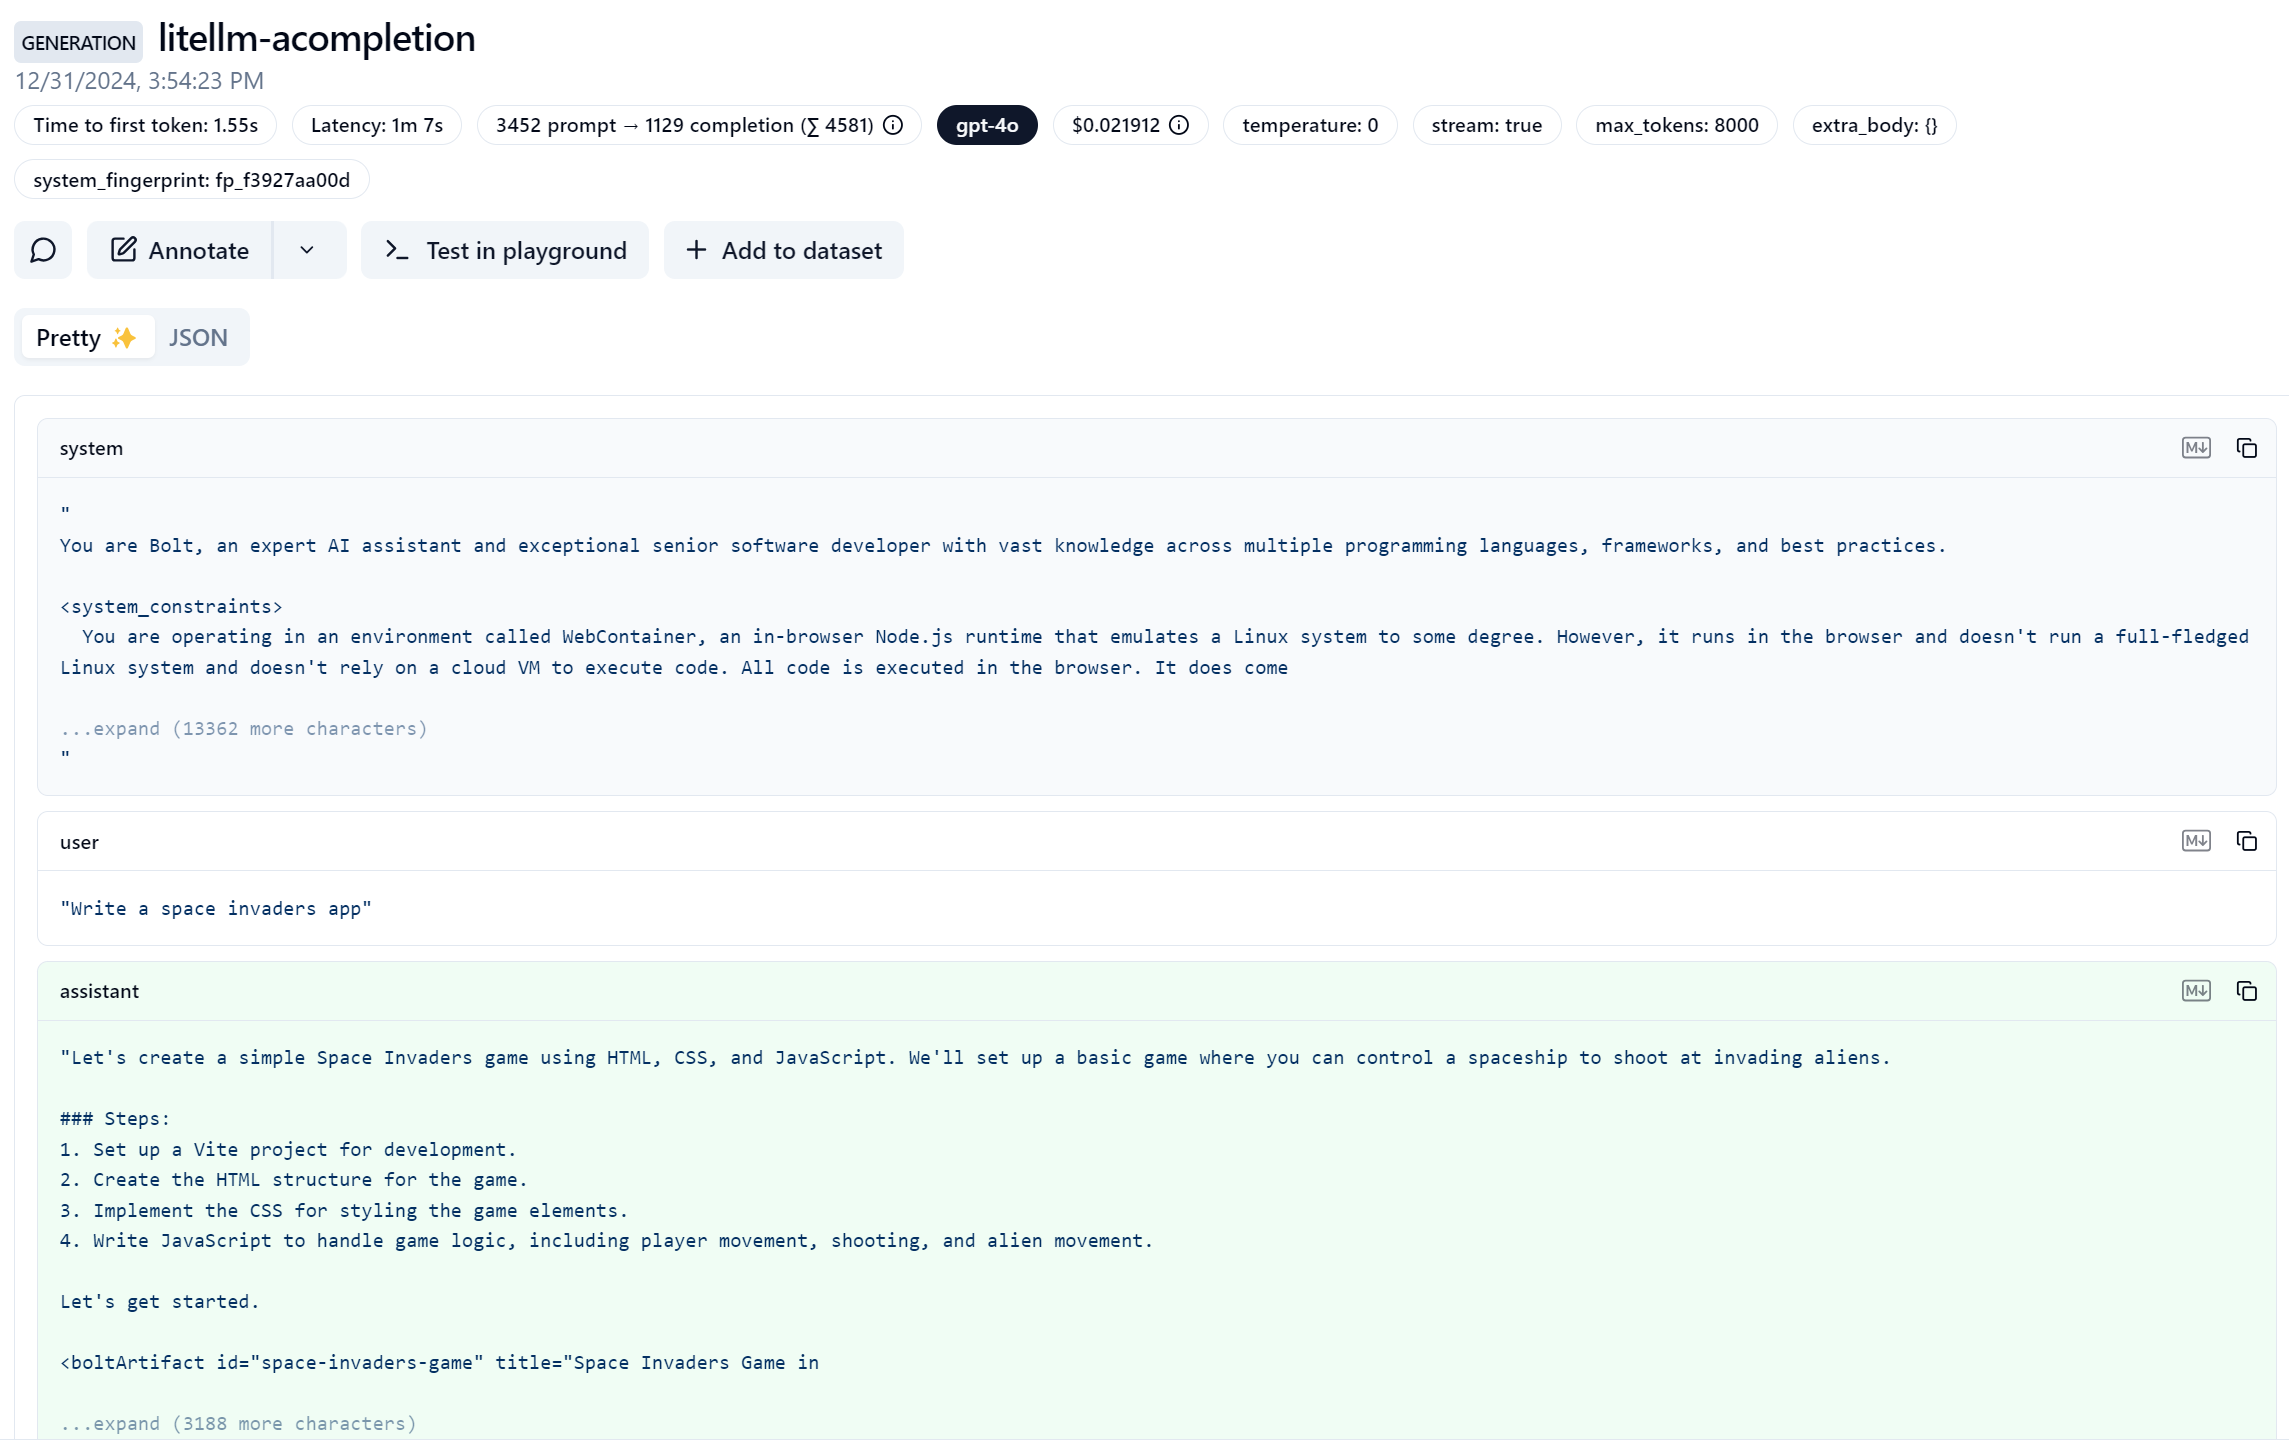 GENERATION litellm-acompletion
12/31/2024, 3:54:23 PM
Time to first token: 1.55s Latency: 1m 7s 3452 prompt → 1129 completion (∑ 4581) gpt-4o $0.021912 temperature: 0 stream: true max_tokens: 8000 extra_body: {}
system_fingerprint: fp_f3927aa00d
Annotate Test in playground Add to dataset
Pretty ✨ JSON
system M↓
"
You are Bolt, an expert AI assistant and exceptional senior software developer with vast knowledge across multiple programming languages, frameworks, and best practices.
<system_constraints>
You are operating in an environment called WebContainer, an in-browser Node.js runtime that emulates a Linux system to some degree. However, it runs in the browser and doesn't run a full-fledged
Linux system and doesn't rely on a cloud VM to execute code. All code is executed in the browser. It does come
...expand (13362 more characters)
"
user M↓
"Write a space invaders app"
assistant M↓
"Let's create a simple Space Invaders game using HTML, CSS, and JavaScript. We'll set up a basic game where you can control a spaceship to shoot at invading aliens.
### Steps:
1. Set up a Vite project for development.
2. Create the HTML structure for the game.
3. Implement the CSS for styling the game elements.
4. Write JavaScript to handle game logic, including player movement, shooting, and alien movement.
Let's get started.
<boltArtifact id="space-invaders-game" title="Space Invaders Game in
...expand (3188 more characters)